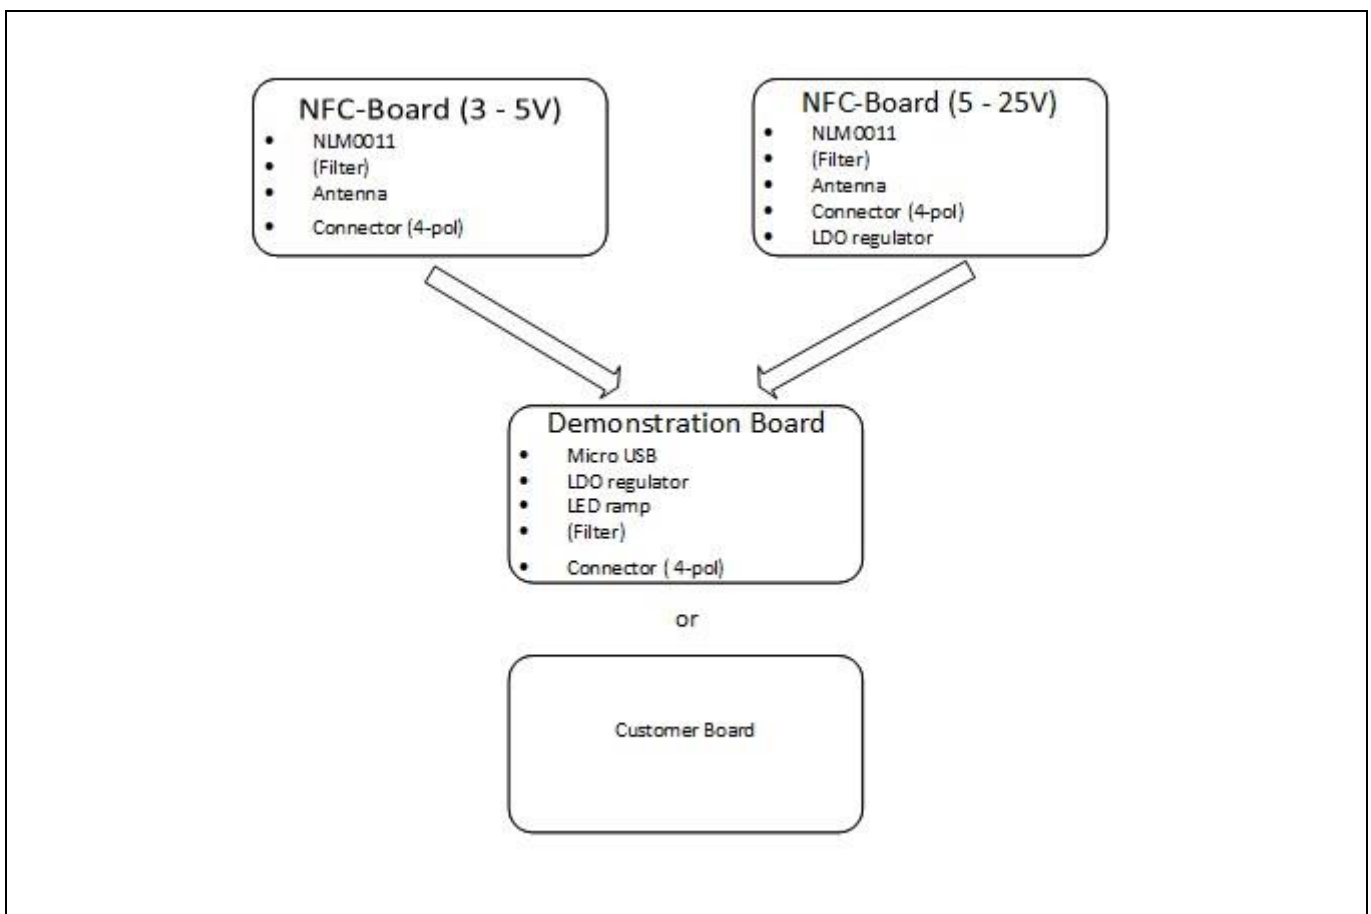 NFC-Board (3 - 5V)
• NLM0011
• (Filter)
• Antenna
• Connector (4-pol)
NFC-Board (5 - 25V)
• NLM0011
• (Filter)
• Antenna
• Connector (4-pol)
• LDO regulator
Demonstration Board
• Micro USB
• LDO regulator
• LED ramp
• (Filter)
• Connector ( 4-pol)
or
Customer Board